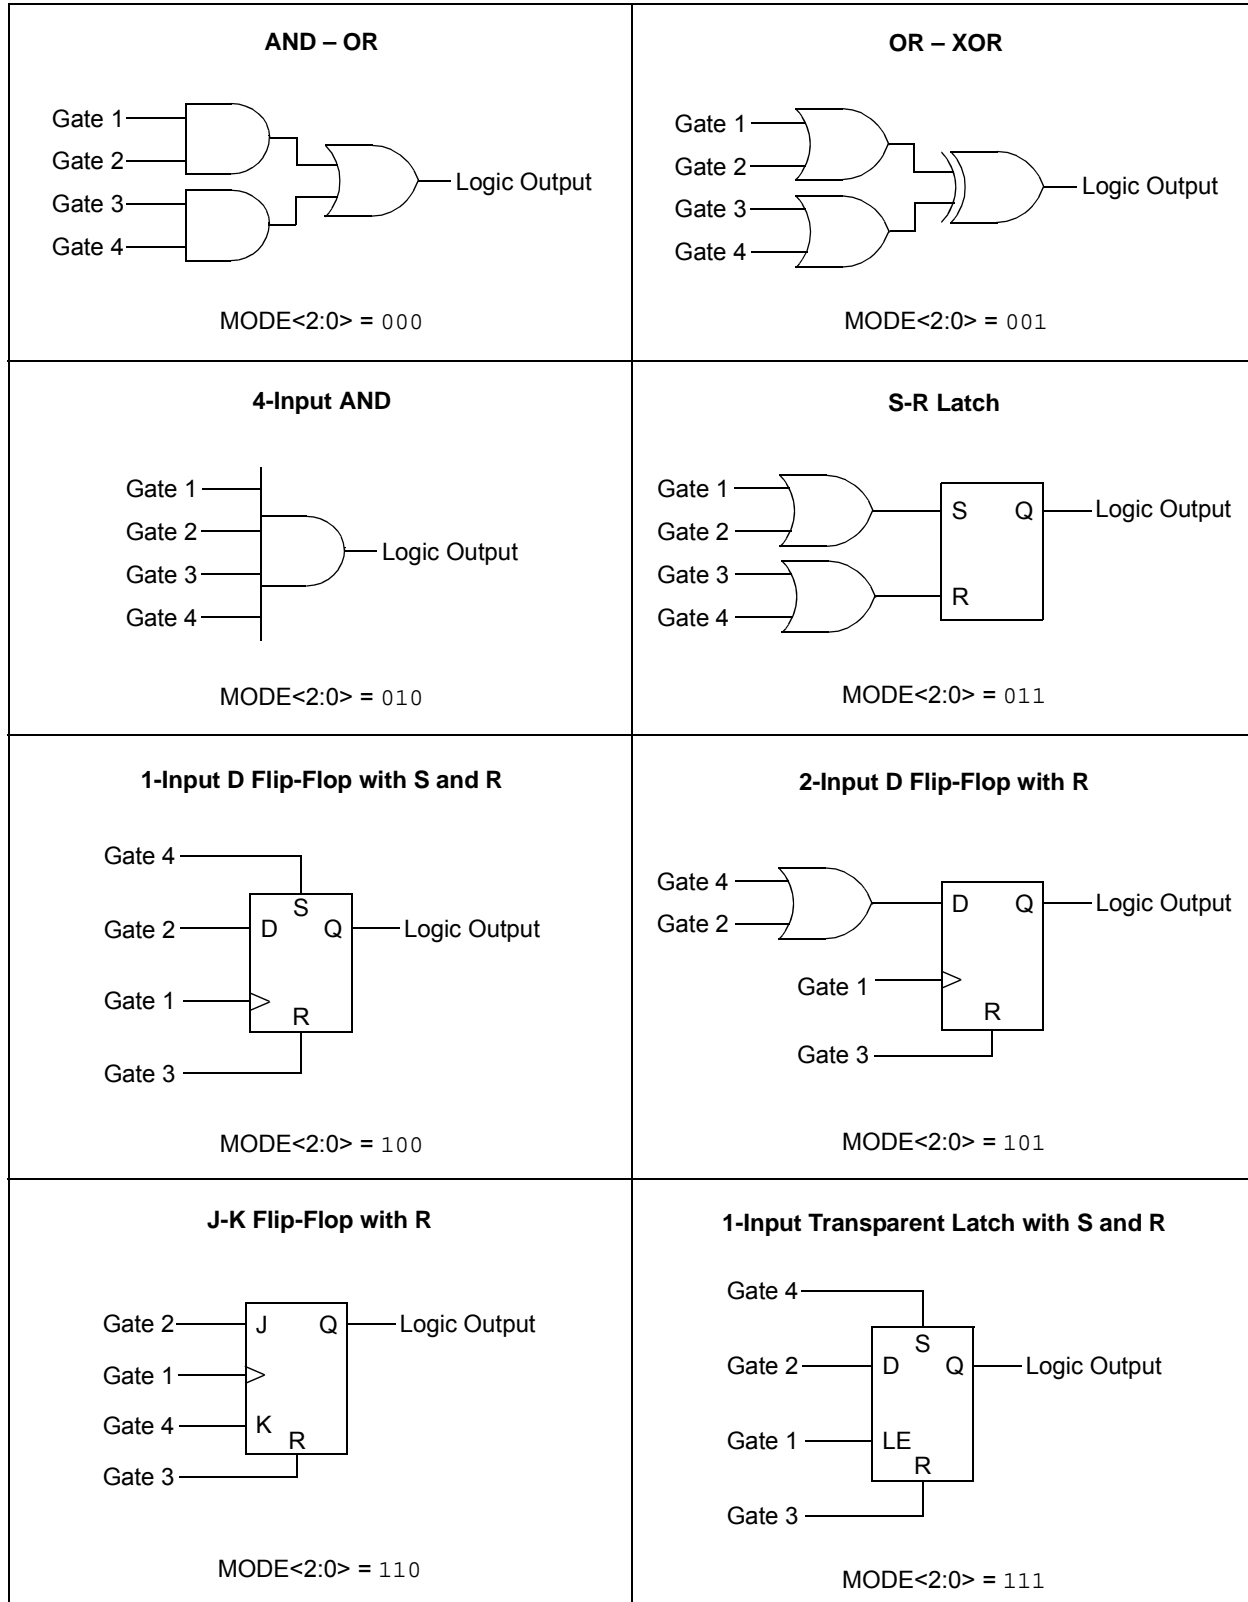 AND – OR
Gate 1
Gate 2
Gate 3
Gate 4
Logic Output
MODE<2:0> = 000
OR – XOR
Gate 1
Gate 2
Gate 3
Gate 4
Logic Output
MODE<2:0> = 001
4-Input AND
Gate 1
Gate 2
Gate 3
Gate 4
Logic Output
MODE<2:0> = 010
S-R Latch
Gate 1
Gate 2
Gate 3
Gate 4
S Q
R
Logic Output
MODE<2:0> = 011
1-Input D Flip-Flop with S and R
Gate 4
S
Gate 2
D Q
Logic Output
Gate 1
R
Gate 3
MODE<2:0> = 100
2-Input D Flip-Flop with R
Gate 4
Gate 2
D Q
Logic Output
Gate 1
R
Gate 3
MODE<2:0> = 101
J-K Flip-Flop with R
Gate 2
J Q
Logic Output
Gate 1
Gate 4
K
R
Gate 3
MODE<2:0> = 110
1-Input Transparent Latch with S and R
Gate 4
S
Gate 2
D Q
Logic Output
Gate 1
LE
R
Gate 3
MODE<2:0> = 111